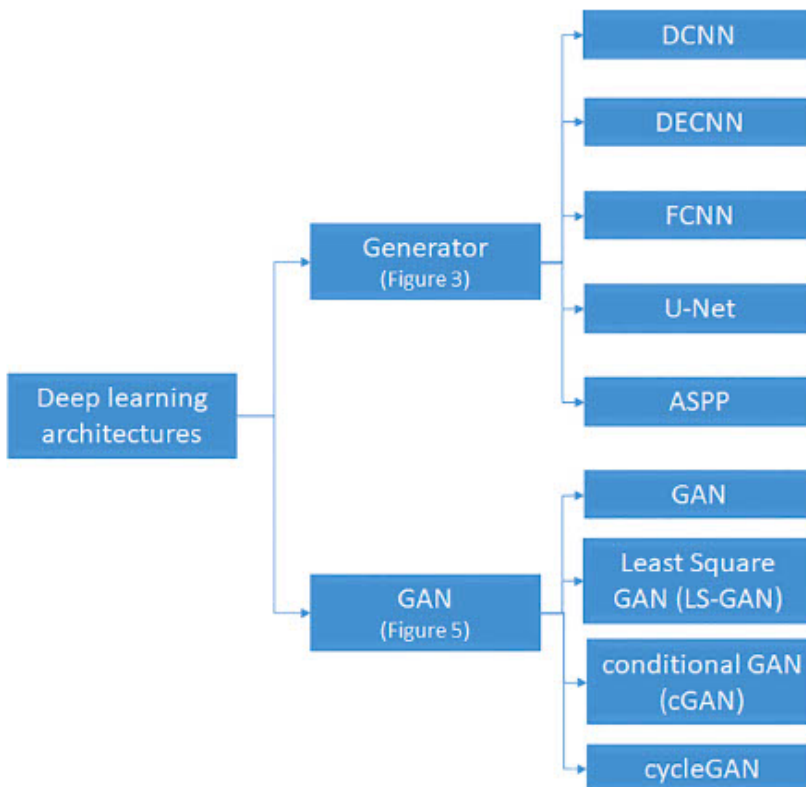 DCNN
DECNN
FCNN
Generator
(Figure 3)
U-Net
ASPP
Deep learning
architectures
GAN
Least Square
GAN (LS-GAN)
GAN
(Figure 5)
conditional GAN
(cGAN)
cycleGAN